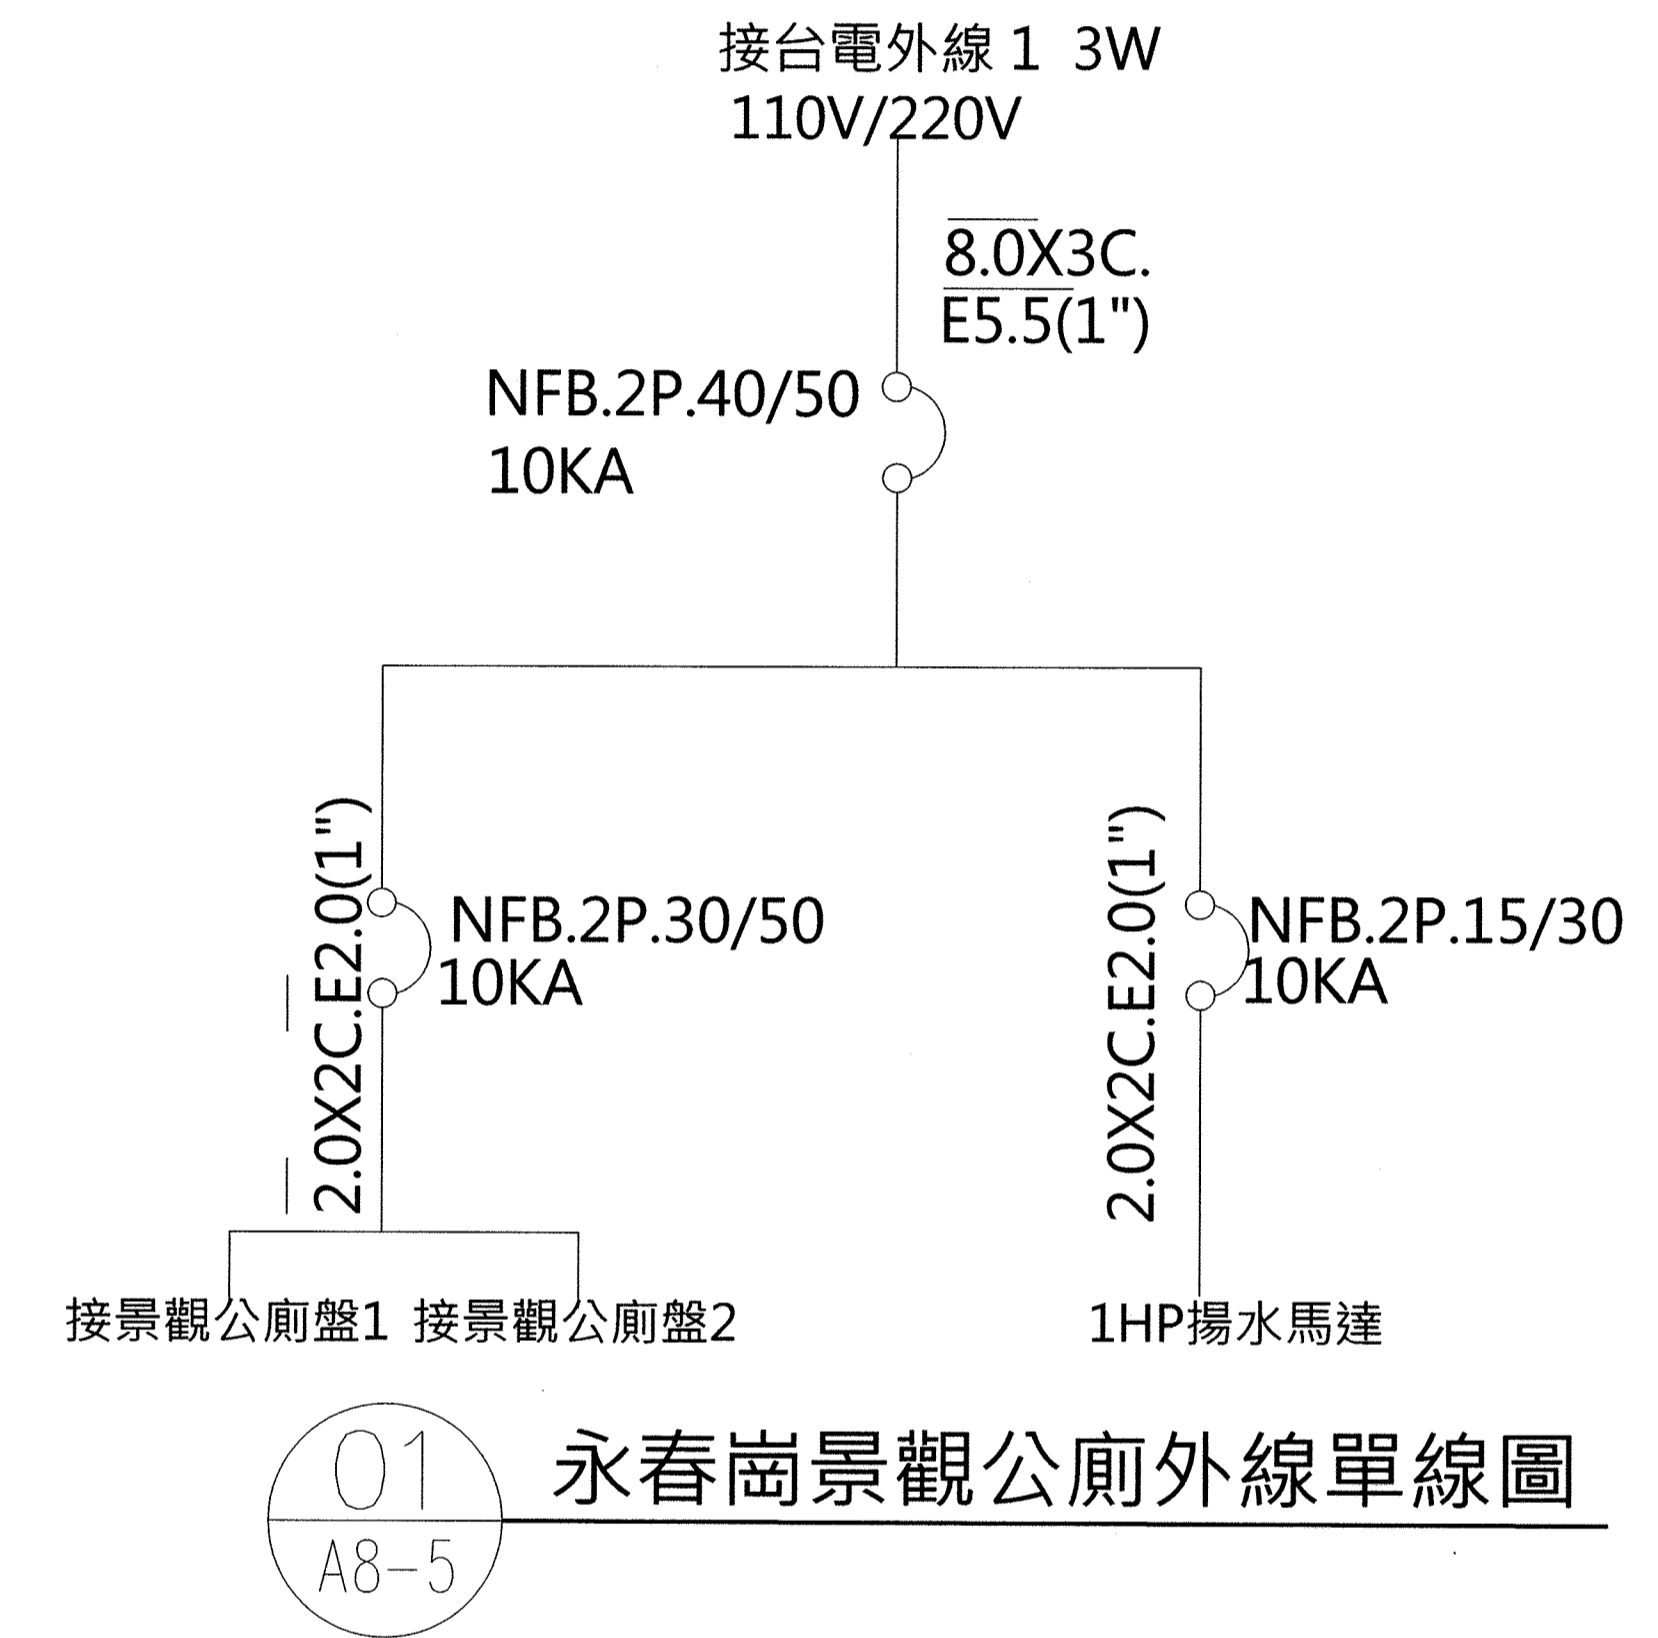 接台電外線 1 3W
110V/220V
8.0X3C.
E5.5(1")
NFB.2P.40/50
10KA
2.0X2C.E2.0(1")
NFB.2P.30/50
10KA
2.0X2C.E2.0(1")
NFB.2P.15/30
10KA
接景觀公廁盤1 接景觀公廁盤2
1HP揚水馬達
01
A8-5
永春崗景觀公廁外線單線圖